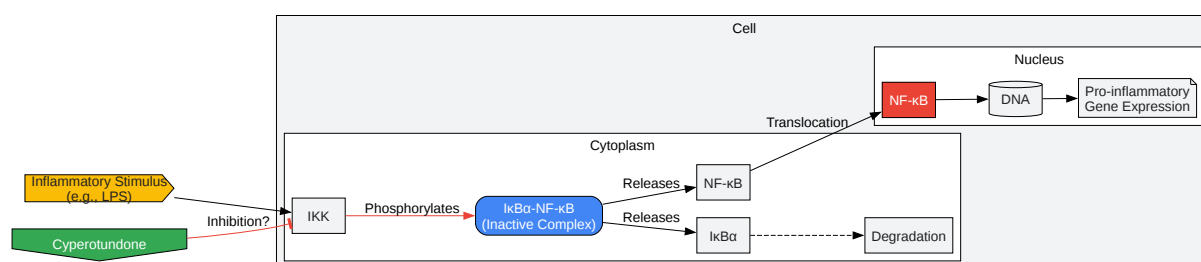 Cell
Nucleus
NF-κB
DNA
Pro-inflammatory
Gene Expression
Translocation
Cytoplasm
Inflammatory Stimulus
(e.g., LPS)
Cyperotundone
Inhibition?
IKK
Phosphorylates
IκBα-NF-κB
(Inactive Complex)
Releases
NF-κB
Releases
IκBα
Degradation